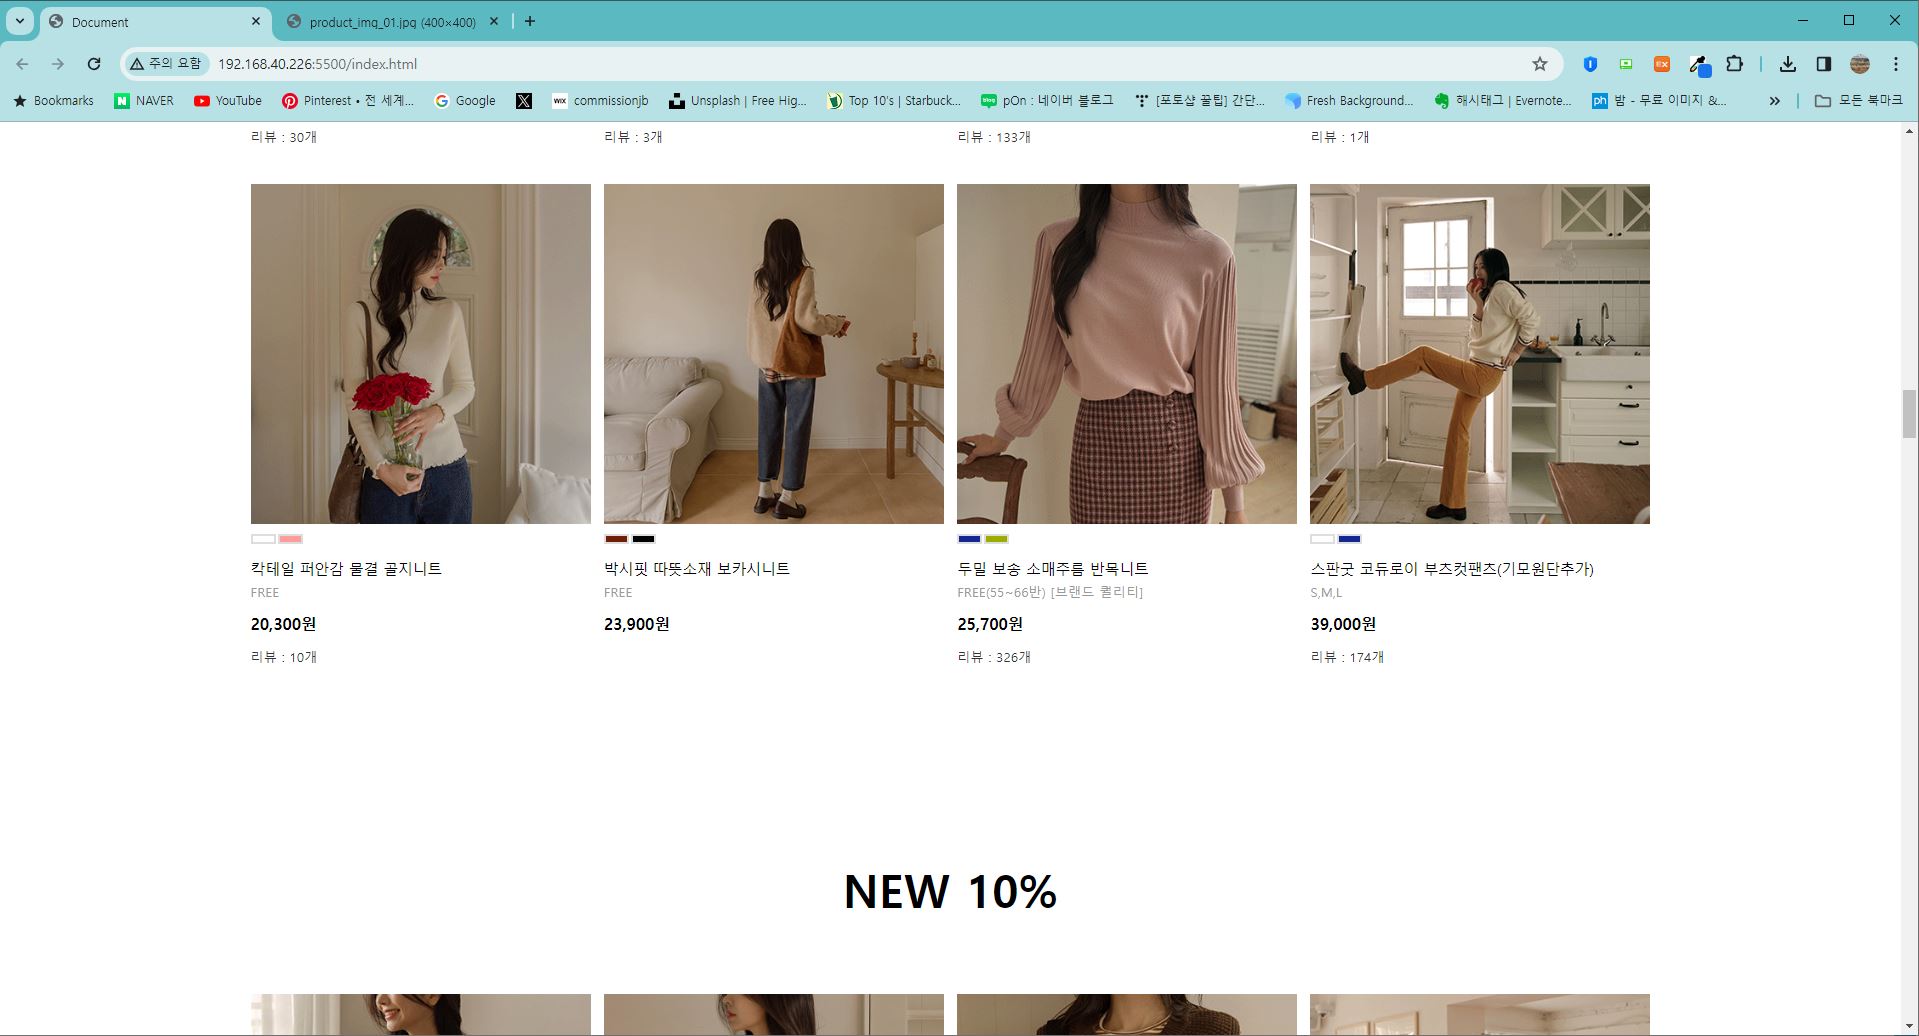 Document
product_img_01.jpg (400×400)
주의 요함
192.168.40.226:5500/index.html
Bookmarks
NAVER
YouTube
Pinterest • 전 세계...
Google
WIX
commissionjb
Unsplash | Free Hig...
Top 10's | Starbuck...
blog
pOn : 네이버 블로그
[포토샵 꿀팁] 간단...
Fresh Background...
해시태그 | Evernote...
ph
밤 - 무료 이미지 &...
모든 북마크
리뷰 : 30개
리뷰 : 3개
리뷰 : 133개
리뷰 : 1개
칵테일 퍼안감 물결 골지니트
FREE
20,300원
리뷰 : 10개
박시핏 따뜻소재 보카시니트
FREE
23,900원
두밀 보송 소매주름 반목니트
FREE(55~66반) [브랜드 퀄리티]
25,700원
리뷰 : 326개
스판굿 코듀로이 부츠컷팬츠(기모원단추가)
S,M,L
39,000원
리뷰 : 174개
NEW 10%